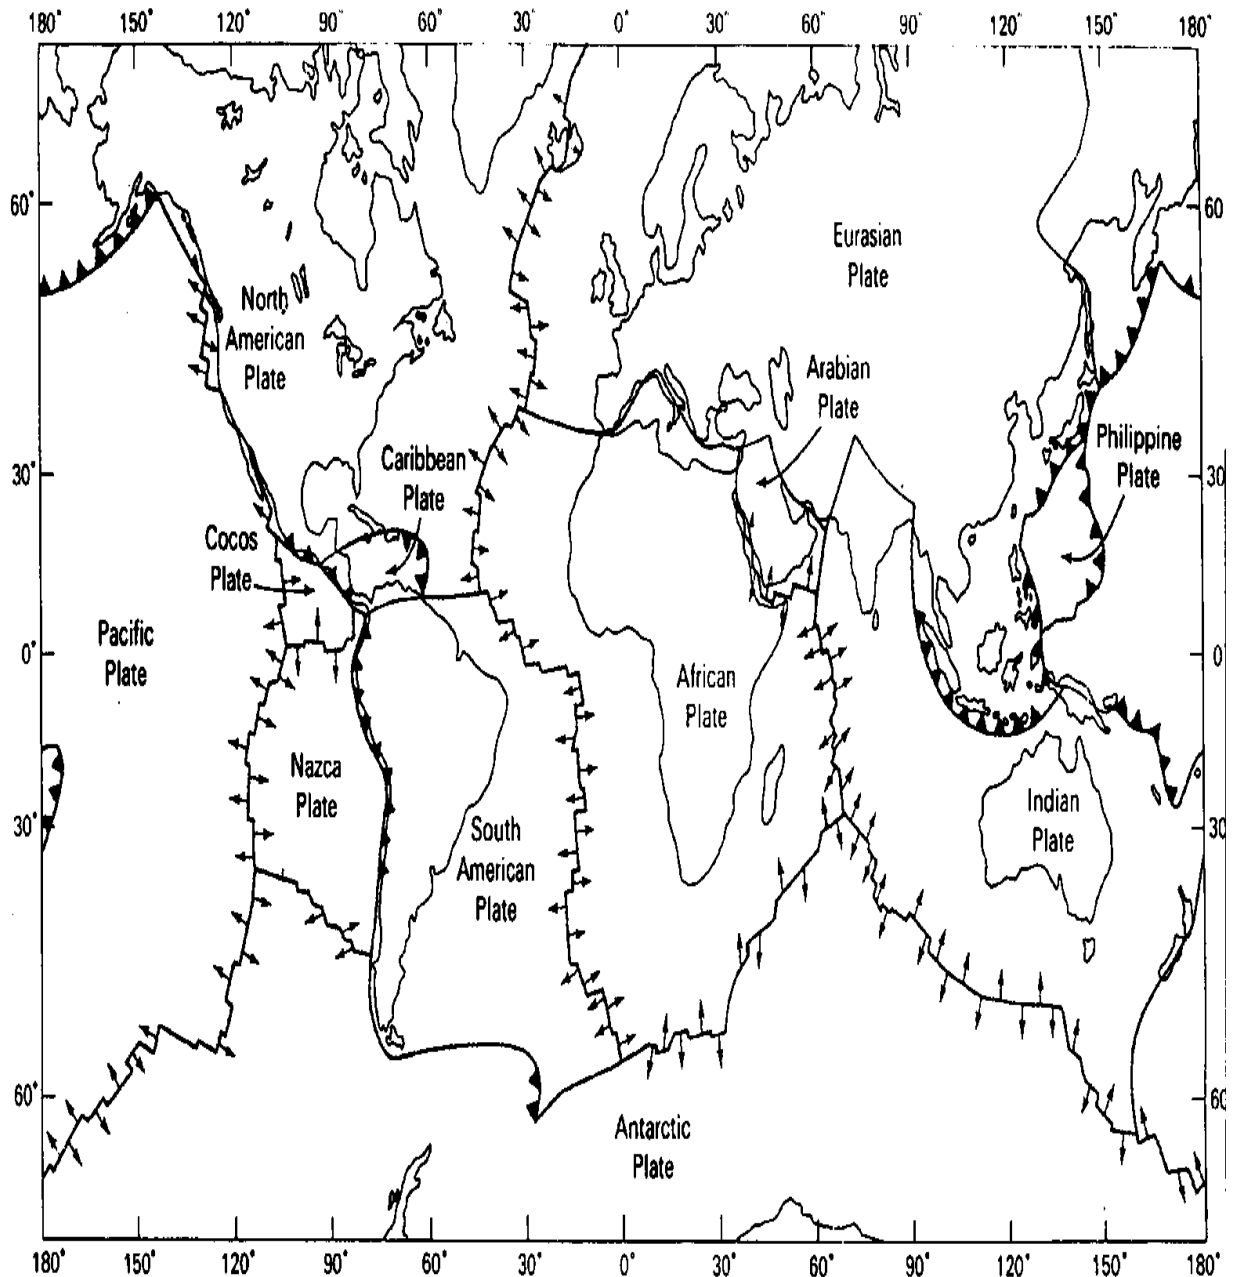 180° 150° 120° 90° 60° 30° 0° 30° 60° 90° 120° 150° 180°
60° 60°
Eurasian
Plate
North
American
Plate
Arabian
Plate
Philippine
Plate
Caribbean
Plate
30° 30
Cocos
Plate
Pacific
Plate
0° 0°
African
Plate
Nazca
Plate
Indian
Plate
South
American
Plate
30° 30
60° 60
Antarctic
Plate
180° 150° 120° 90° 60° 30° 0° 30° 60° 90° 120° 150° 180°